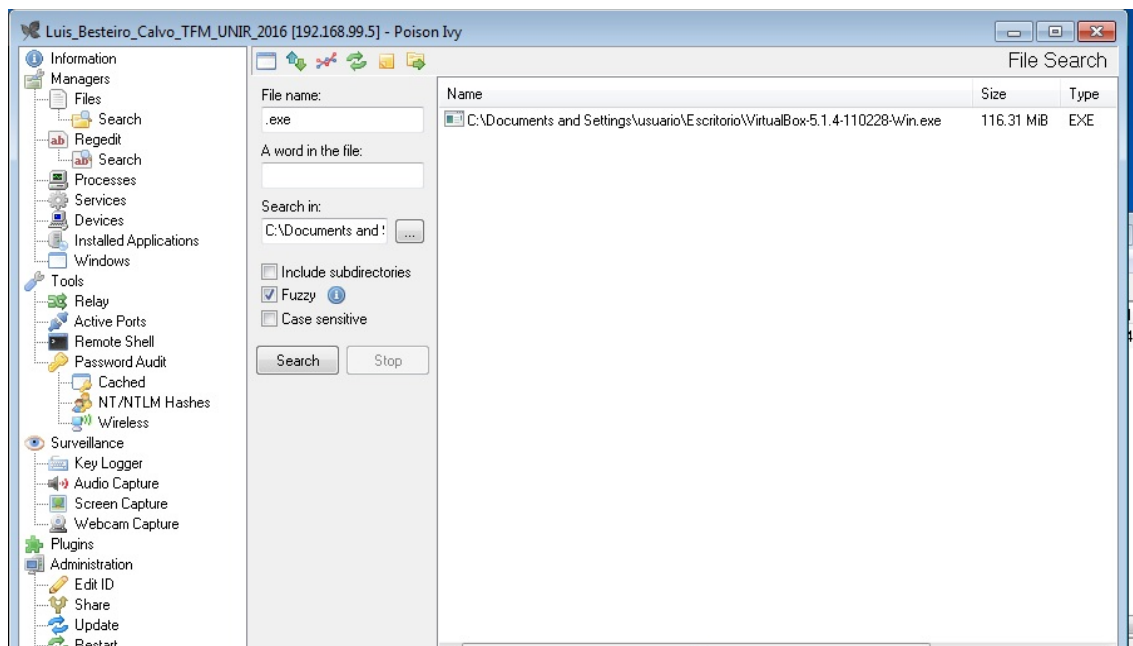 Luis_Besteiro_Calvo_TFM_UNIR_2016 [192.168.99.5] - Poison Ivy
Information
Managers
Files
Search
Regedit
Search
Processes
Services
Devices
Installed Applications
Windows
Tools
Relay
Active Ports
Remote Shell
Password Audit
Cached
NT/NTLM Hashes
Wireless
Surveillance
Key Logger
Audio Capture
Screen Capture
Webcam Capture
Plugins
Administration
Edit ID
Share
Update
Restart
File Search
File name:
.exe
A word in the file:
Search in:
C:\Documents and
...
Include subdirectories
Fuzzy
Case sensitive
Search Stop
Name Size Type
C:\Documents and Settings\usuario\Escritorio\VirtualBox-5.1.4-110228-Win.exe 116.31 MiB EXE